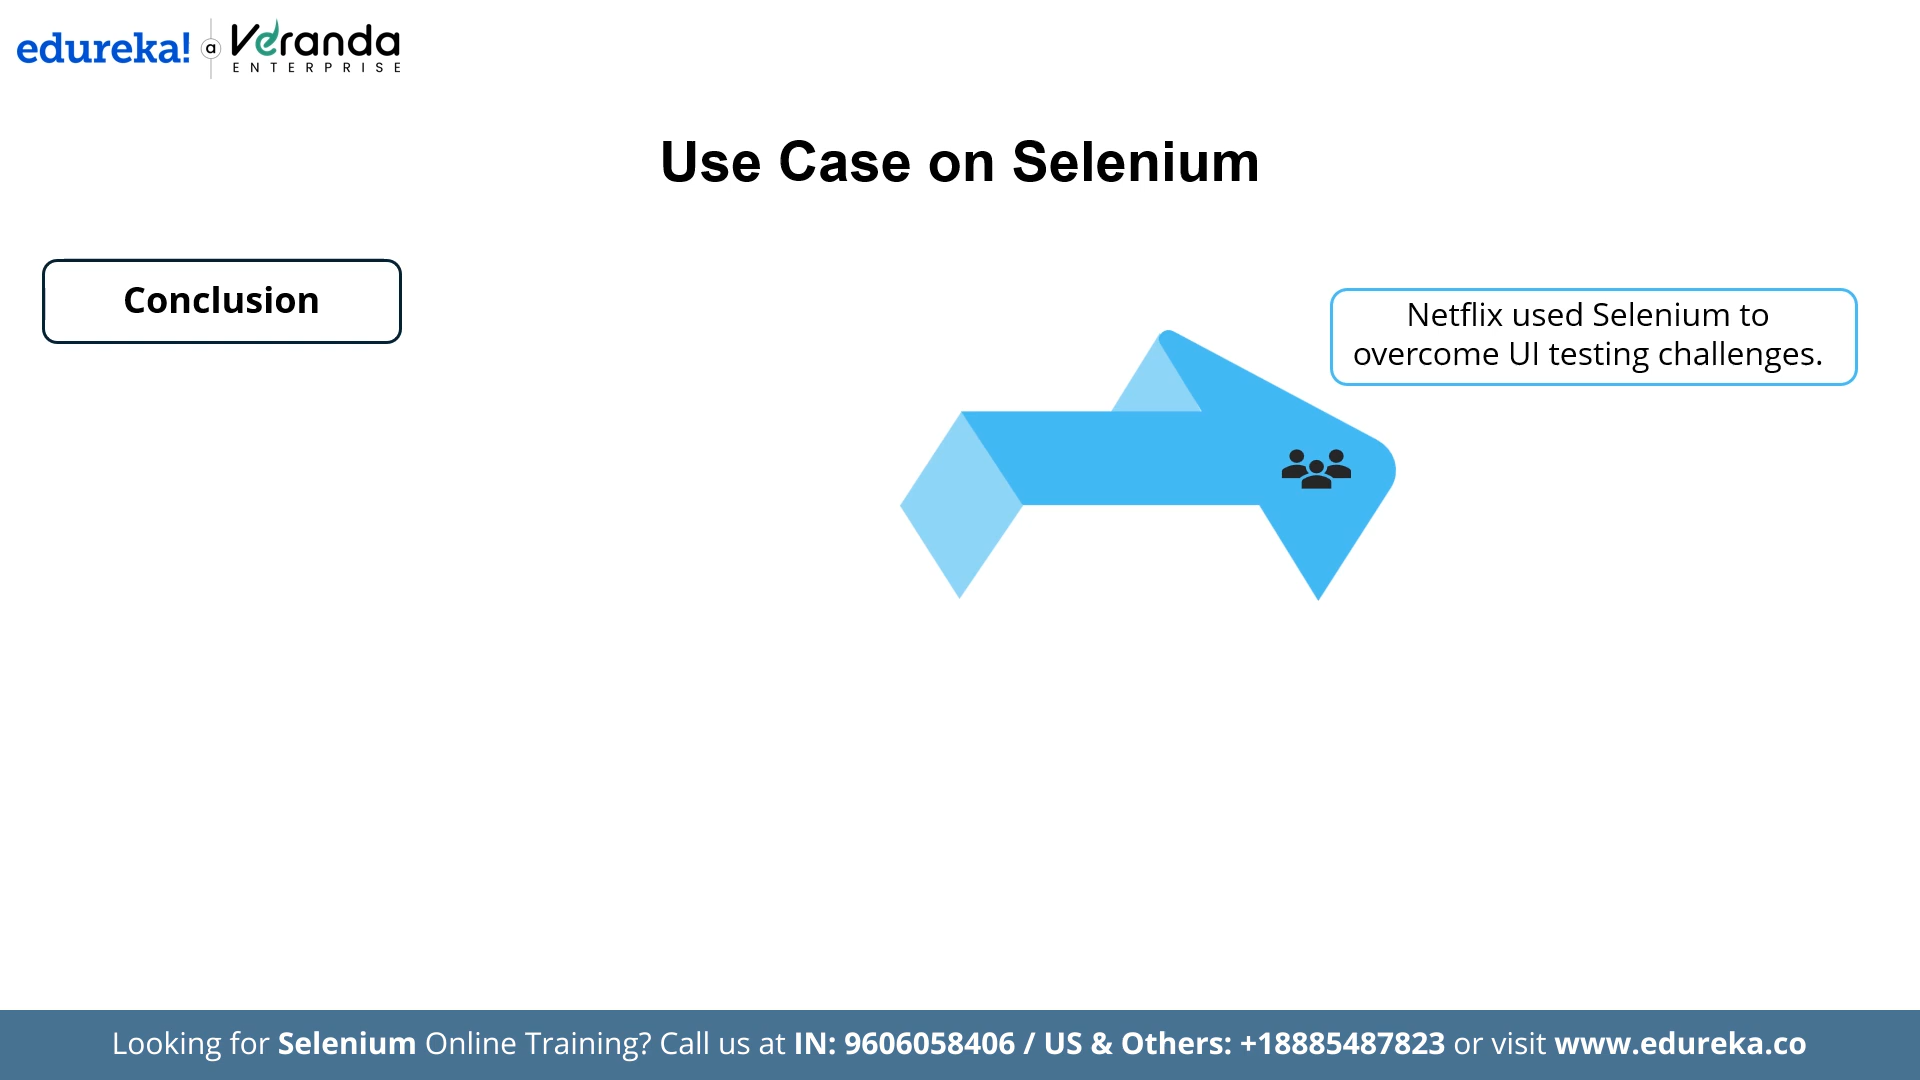 edureka! a Veranda
ENTERPRISE
Use Case on Selenium
Conclusion
Netflix used Selenium to
overcome UI testing challenges.
Looking for Selenium Online Training? Call us at IN: 9606058406 / US & Others: +18885487823 or visit www.edureka.co